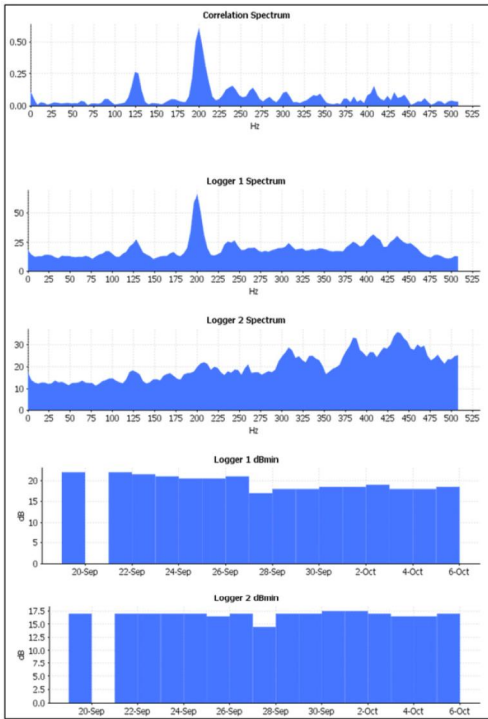 Correlation Spectrum
0.50
0.25
0.00
0 25 50 75 100 125 150 175 200 225 250 275 300 325 350 375 400 425 450 475 500 525
Hz
Logger 1 Spectrum
50
25
0
0 25 50 75 100 125 150 175 200 225 250 275 300 325 350 375 400 425 450 475 500 525
Hz
Logger 2 Spectrum
30
20
10
0
0 25 50 75 100 125 150 175 200 225 250 275 300 325 350 375 400 425 450 475 500 525
Hz
Logger 1 dBmin
20
15
10
5
0
dB
20-Sep 22-Sep 24-Sep 26-Sep 28-Sep 30-Sep 2-Oct 4-Oct 6-Oct
Logger 2 dBmin
17.5
15.0
12.5
10.0
7.5
5.0
2.5
0.0
dB
20-Sep 22-Sep 24-Sep 26-Sep 28-Sep 30-Sep 2-Oct 4-Oct 6-Oct